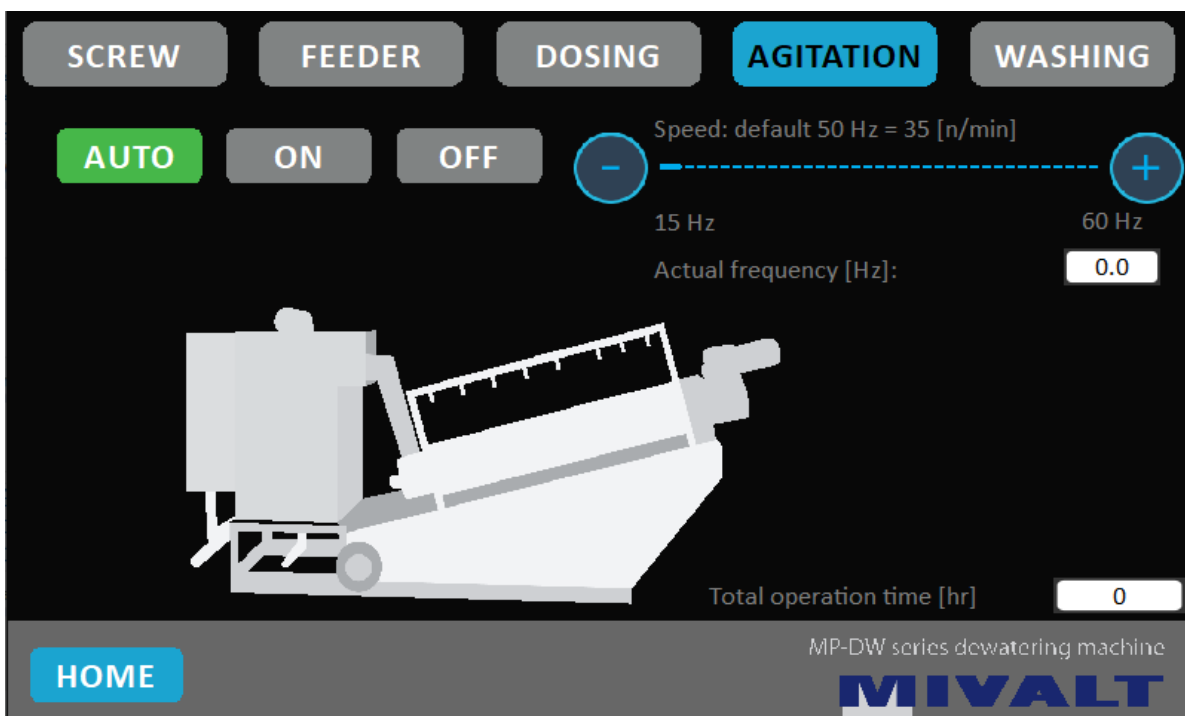 SCREW FEEDER DOSING AGITATION WASHING
AUTO ON OFF
Speed: default 50 Hz = 35 [n/min]
- +
15 Hz 60 Hz
Actual frequency [Hz]: 0.0
Total operation time [hr] 0
MP-DW series dewatering machine
HOME
MIVALT